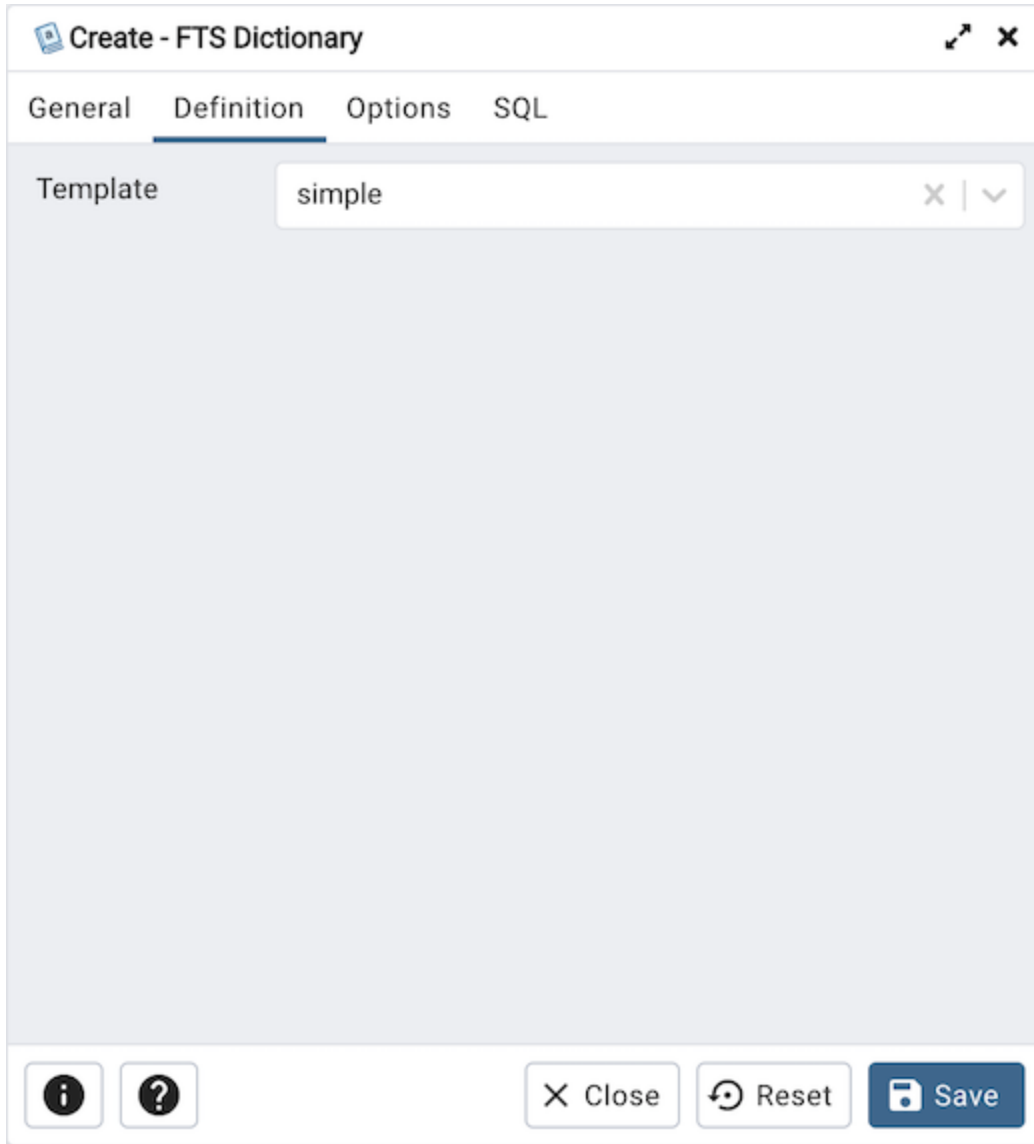 Create - FTS Dictionary
General Definition Options SQL
Template simple
Close Reset Save